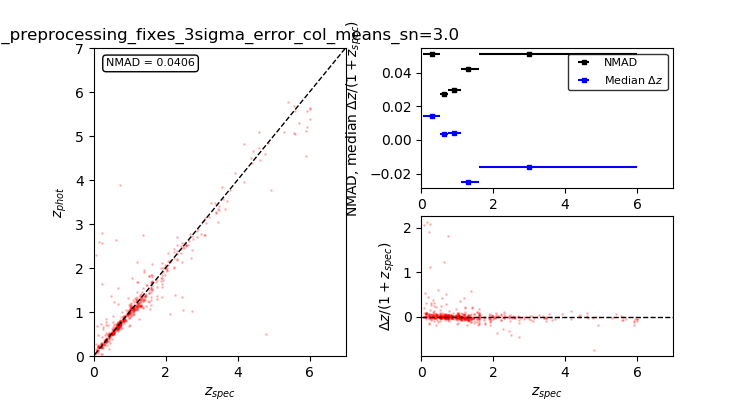 _preprocessing_fixes_3sigma_error_col_means_sn=3.0
NMAD = 0.0406
z_phot
7
6
5
4
3
2
1
0
0 2 4 6
z_spec
NMAD, median Δz/(1 + z_spec)
NMAD
Median Δz
0.04
0.02
0.00
−0.02
0 2 4 6
Δz/(1 + z_spec)
2
1
0
0 2 4 6
z_spec